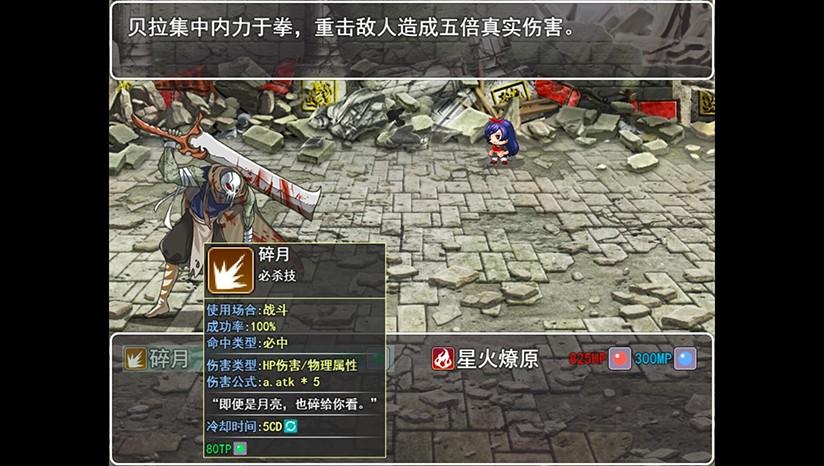 贝拉集中内力于拳，重击敌人造成五倍真实伤害。
碎月
必杀技
使用场合:战斗
成功率:100%
命中类型:必中
伤害类型:HP伤害/物理属性
伤害公式:a.atk * 5
“即便是月亮，也碎给你看。”
冷却时间:5CD
80TP
碎月
星火燎原 825HP 300MP